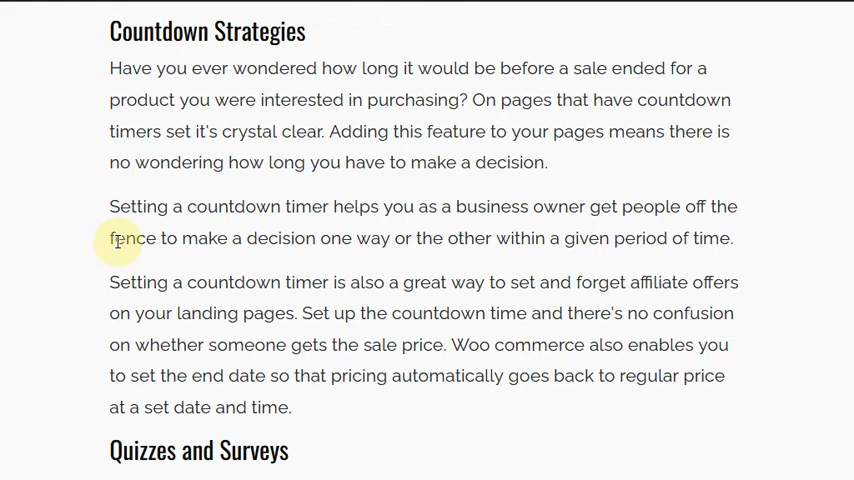 Countdown Strategies
Have you ever wondered how long it would be before a sale ended for a
product you were interested in purchasing? On pages that have countdown
timers set it's crystal clear. Adding this feature to your pages means there is
no wondering how long you have to make a decision.
Setting a countdown timer helps you as a business owner get people off the
fence to make a decision one way or the other within a given period of time.
Setting a countdown timer is also a great way to set and forget affiliate offers
on your landing pages. Set up the countdown time and there's no confusion
on whether someone gets the sale price. Woo commerce also enables you
to set the end date so that pricing automatically goes back to regular price
at a set date and time.
Quizzes and Surveys